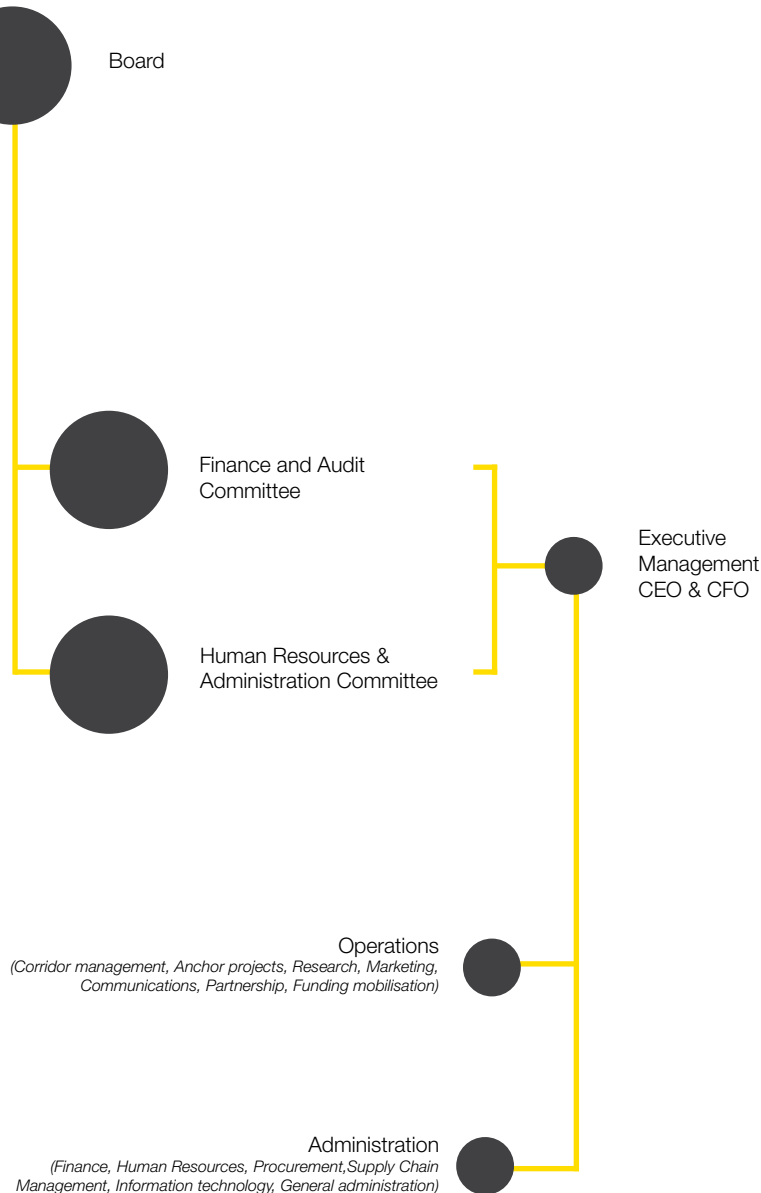 Board
Finance and Audit
Committee
Executive
Management
CEO & CFO
Human Resources &
Administration Committee
Operations
(Corridor management, Anchor projects, Research, Marketing,
Communications, Partnership, Funding mobilisation)
Administration
(Finance, Human Resources, Procurement,Supply Chain
Management, Information technology, General administration)